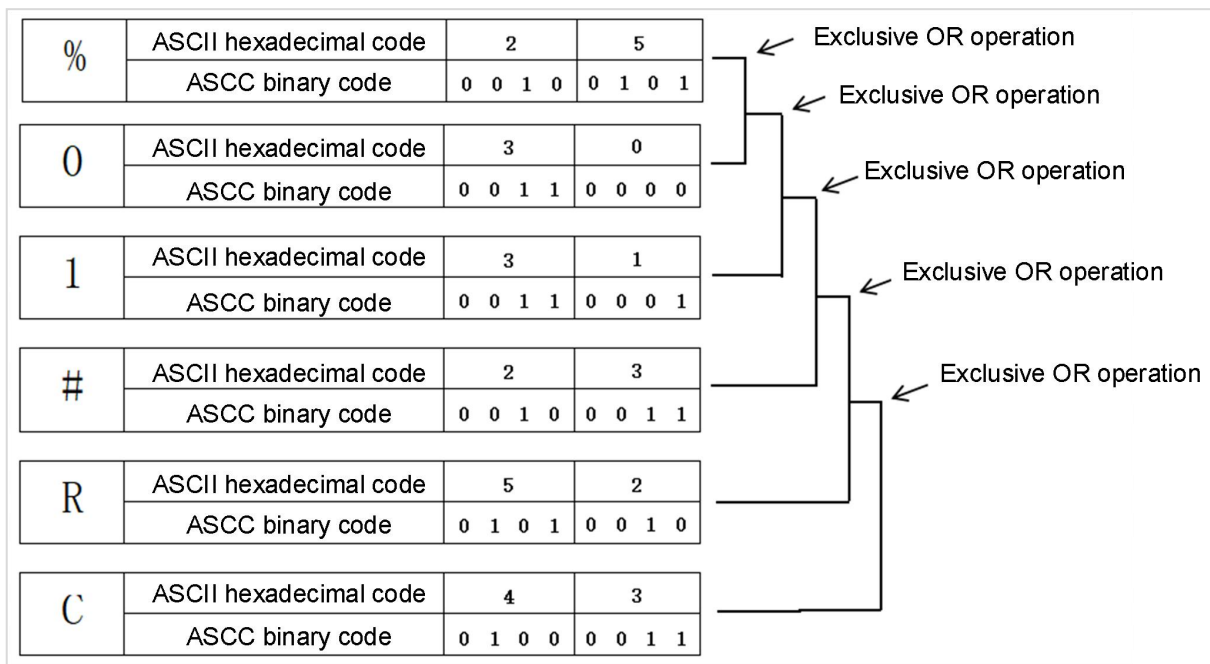 % ASCII hexadecimal code 2 5
ASCC binary code 0 0 1 0 0 1 0 1
Exclusive OR operation
Exclusive OR operation
0 ASCII hexadecimal code 3 0
ASCC binary code 0 0 1 1 0 0 0 0
Exclusive OR operation
1 ASCII hexadecimal code 3 1
ASCC binary code 0 0 1 1 0 0 0 1
Exclusive OR operation
# ASCII hexadecimal code 2 3
ASCC binary code 0 0 1 0 0 0 1 1
Exclusive OR operation
R ASCII hexadecimal code 5 2
ASCC binary code 0 1 0 1 0 0 1 0
C ASCII hexadecimal code 4 3
ASCC binary code 0 1 0 0 0 0 1 1